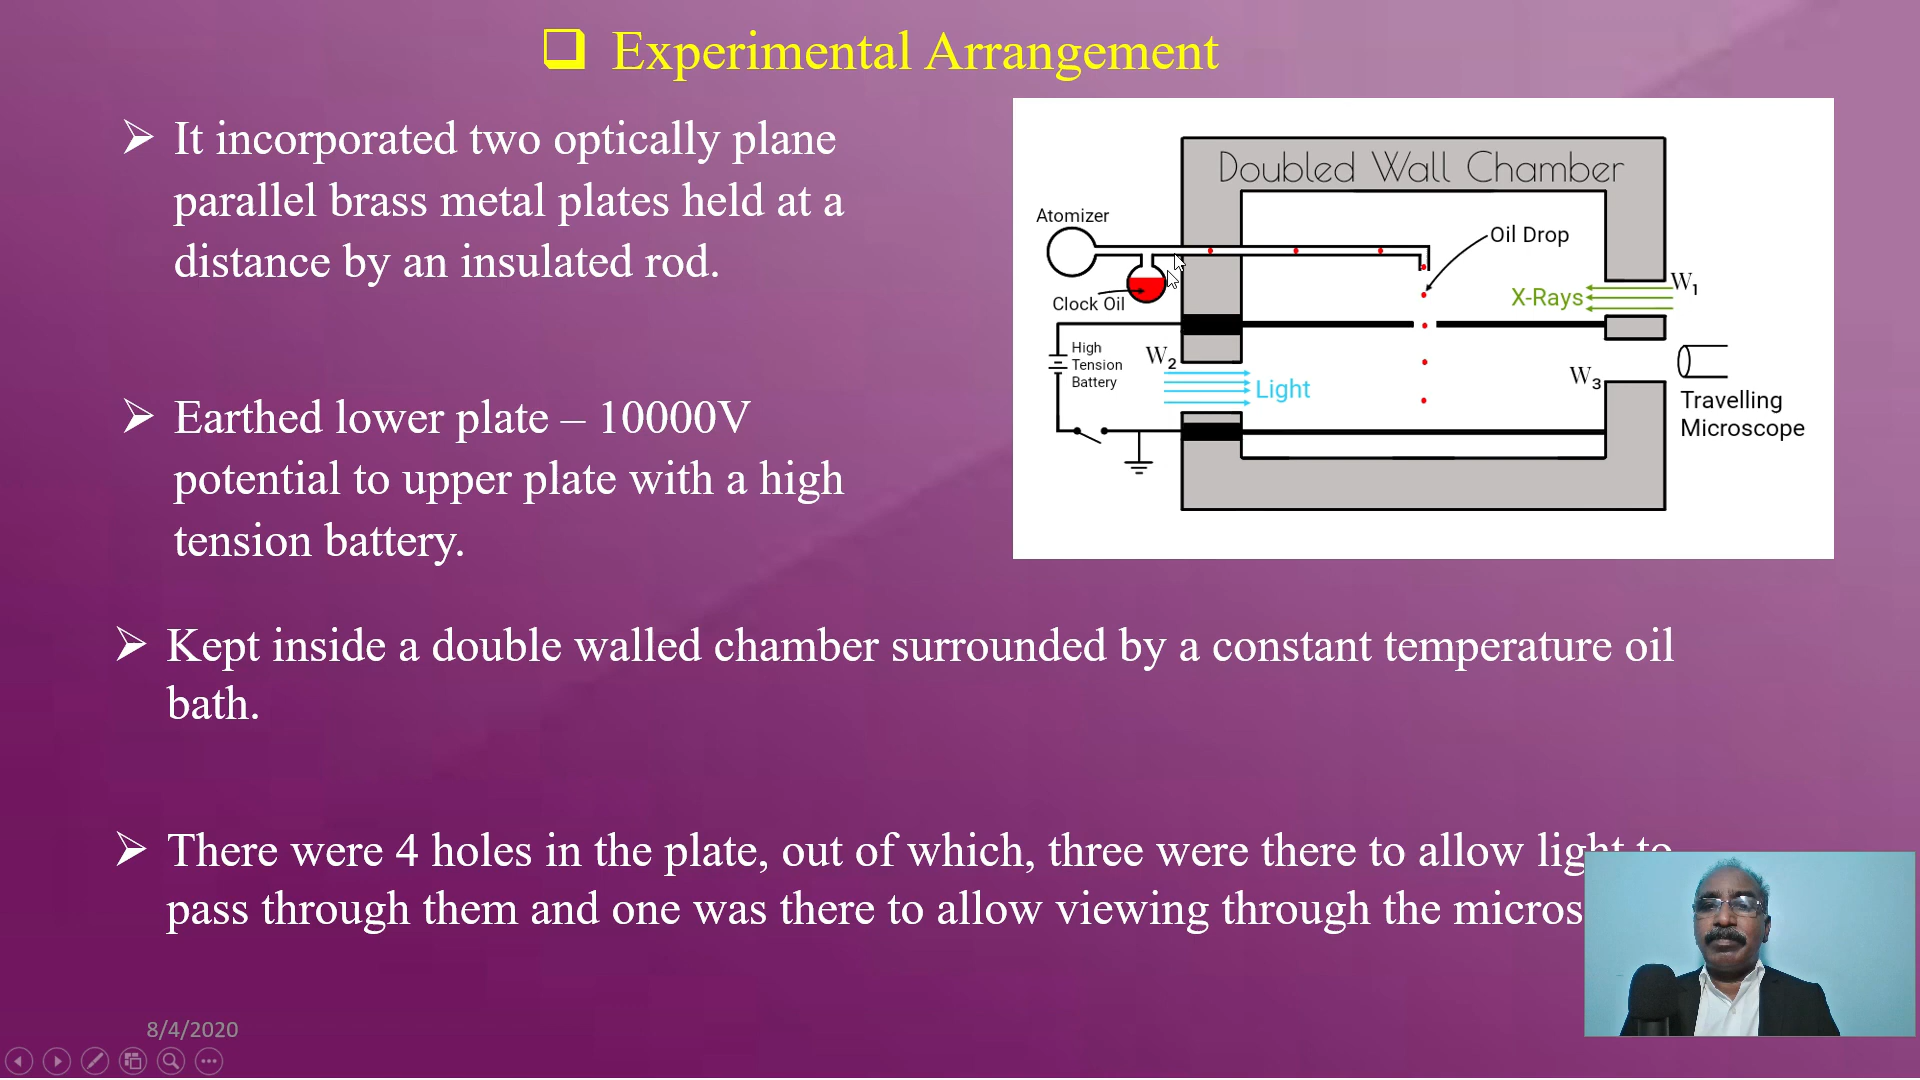 Experimental Arrangement
It incorporated two optically plane
parallel brass metal plates held at a
distance by an insulated rod.
Earthed lower plate – 10000V
potential to upper plate with a high
tension battery.
Kept inside a double walled chamber surrounded by a constant temperature oil
bath.
There were 4 holes in the plate, out of which, three were there to allow light to
pass through them and one was there to allow viewing through the micros
Doubled Wall Chamber
Atomizer
Oil Drop
Clock Oil
X-Rays
W1
High
Tension
Battery
W2
Light
W3
Travelling
Microscope
8/4/2020